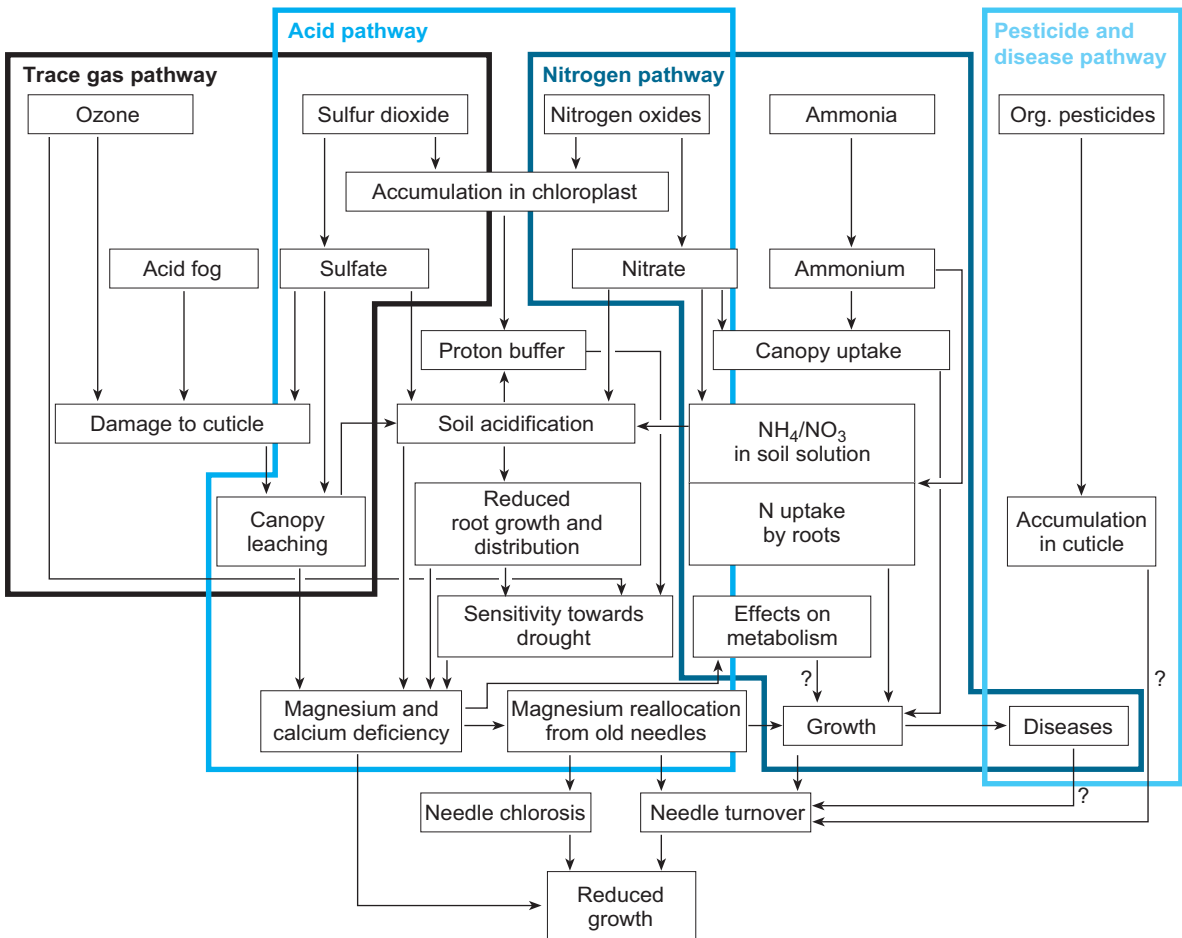 Acid pathway
Pesticide and
disease pathway
Trace gas pathway
Nitrogen pathway
Ozone
Sulfur dioxide
Nitrogen oxides
Ammonia
Org. pesticides
Accumulation in chloroplast
Acid fog
Sulfate
Nitrate
Ammonium
Proton buffer
Canopy uptake
Damage to cuticle
Soil acidification
NH₄/NO₃
in soil solution
Canopy
leaching
Reduced
root growth and
distribution
N uptake
by roots
Accumulation
in cuticle
Sensitivity towards
drought
Effects on
metabolism
?
?
Magnesium and
calcium deficiency
Magnesium reallocation
from old needles
Growth
Diseases
?
Needle chlorosis
Needle turnover
Reduced
growth